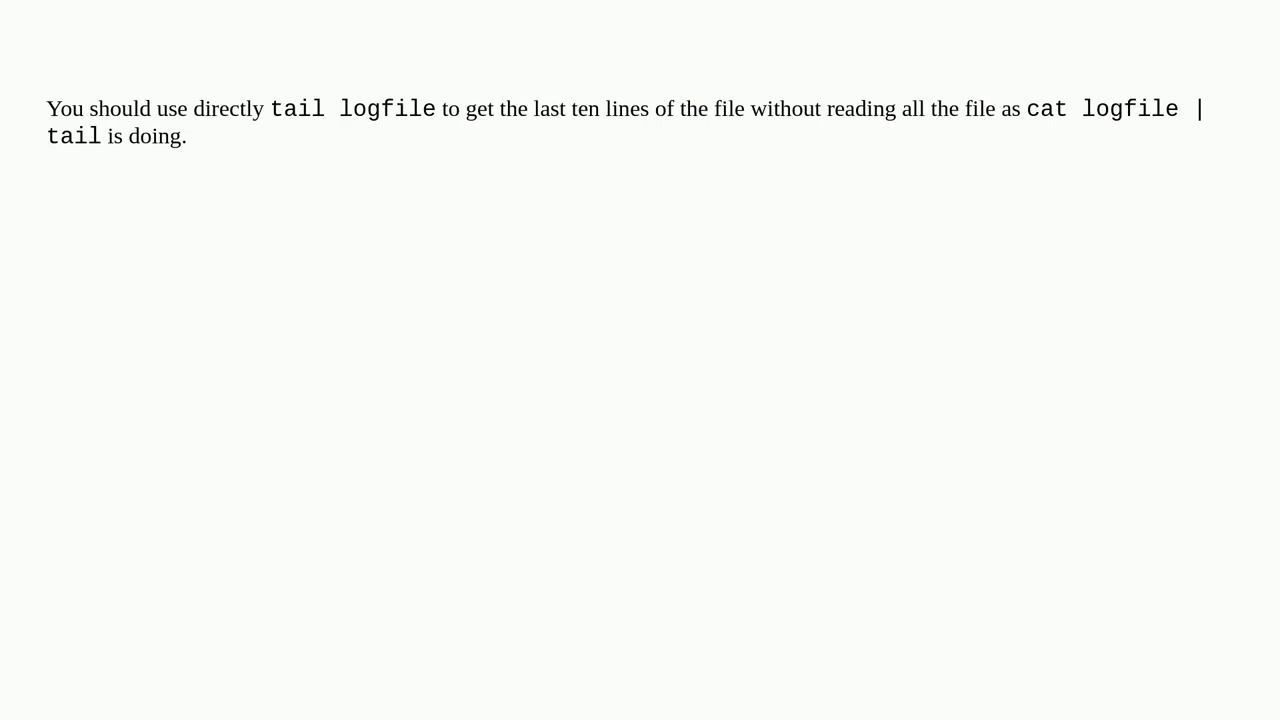 You should use directly tail logfile to get the last ten lines of the file without reading all the file as cat logfile |
tail is doing.